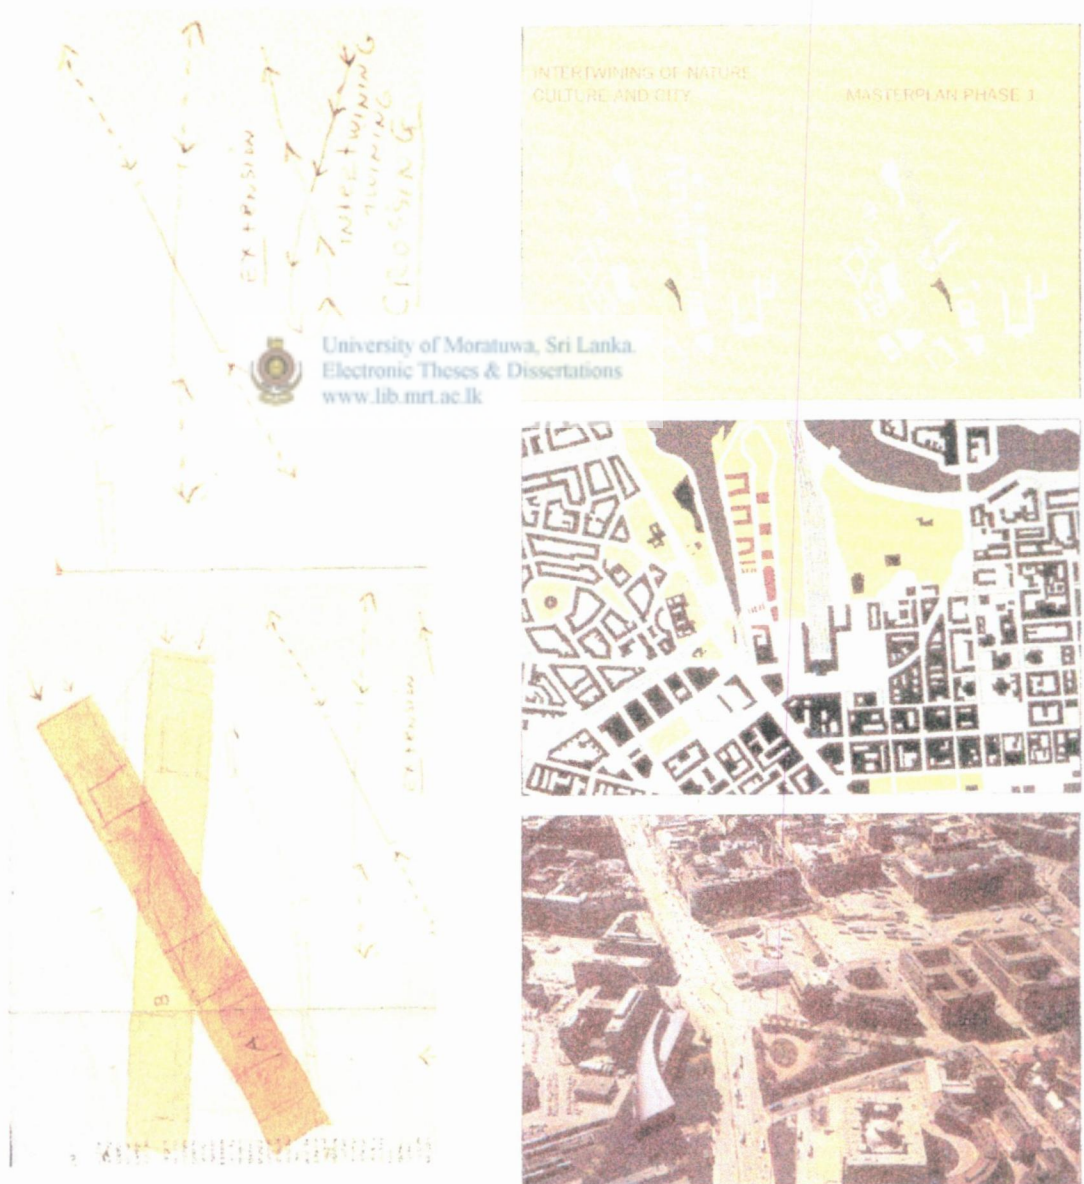 EXTENSION
INTERTWINING
TWINING
CROSSING
INTERTWINING OF NATURE
CULTURE AND CITY
MASTERPLAN PHASE 1
University of Moratuwa, Sri Lanka.
Electronic Theses & Dissertations
www.lib.mrt.ac.lk
B
A